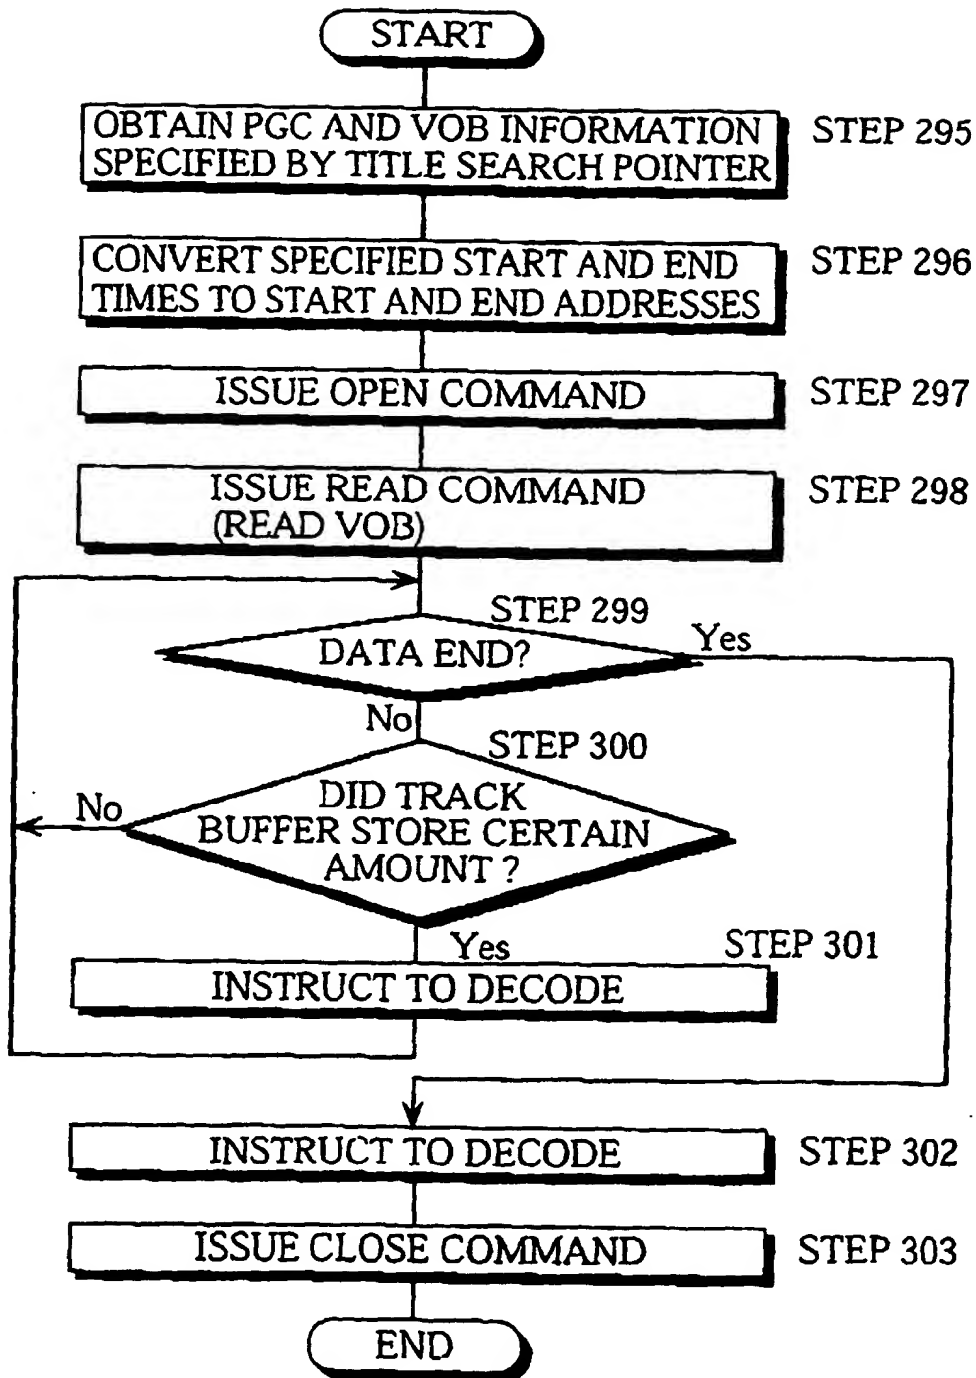 START
OBTAIN PGC AND VOB INFORMATION
SPECIFIED BY TITLE SEARCH POINTER
STEP 295
CONVERT SPECIFIED START AND END
TIMES TO START AND END ADDRESSES
STEP 296
ISSUE OPEN COMMAND
STEP 297
ISSUE READ COMMAND
(READ VOB)
STEP 298
STEP 299
DATA END?
Yes
No
STEP 300
DID TRACK
BUFFER STORE CERTAIN
AMOUNT ?
No
Yes
STEP 301
INSTRUCT TO DECODE
INSTRUCT TO DECODE
STEP 302
ISSUE CLOSE COMMAND
STEP 303
END